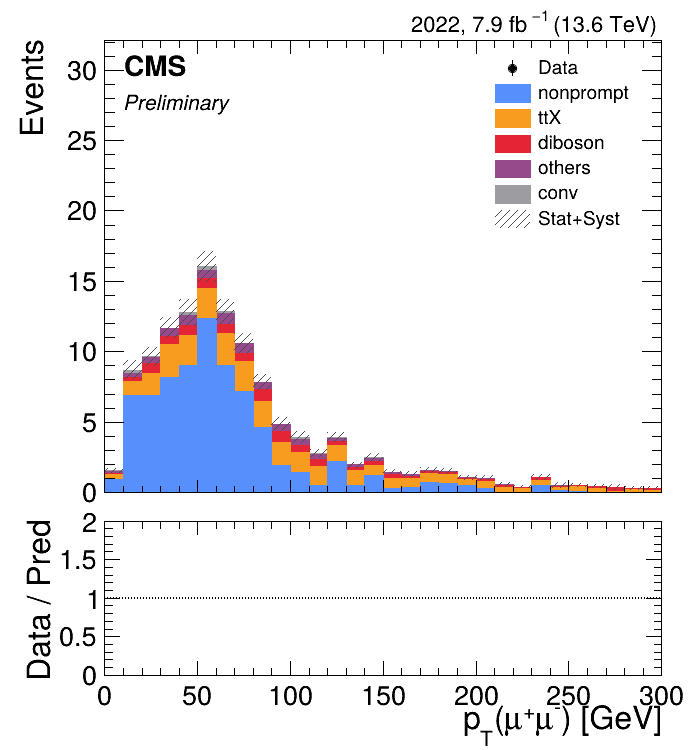 2022, 7.9 fb⁻¹ (13.6 TeV)
CMS
Preliminary
Events
30
25
20
15
10
5
0
Data
nonprompt
ttX
diboson
others
conv
Stat+Syst
Data / Pred
2
1.5
1
0.5
0
0 50 100 150 200 250 300
p_T(μ⁺μ⁻) [GeV]